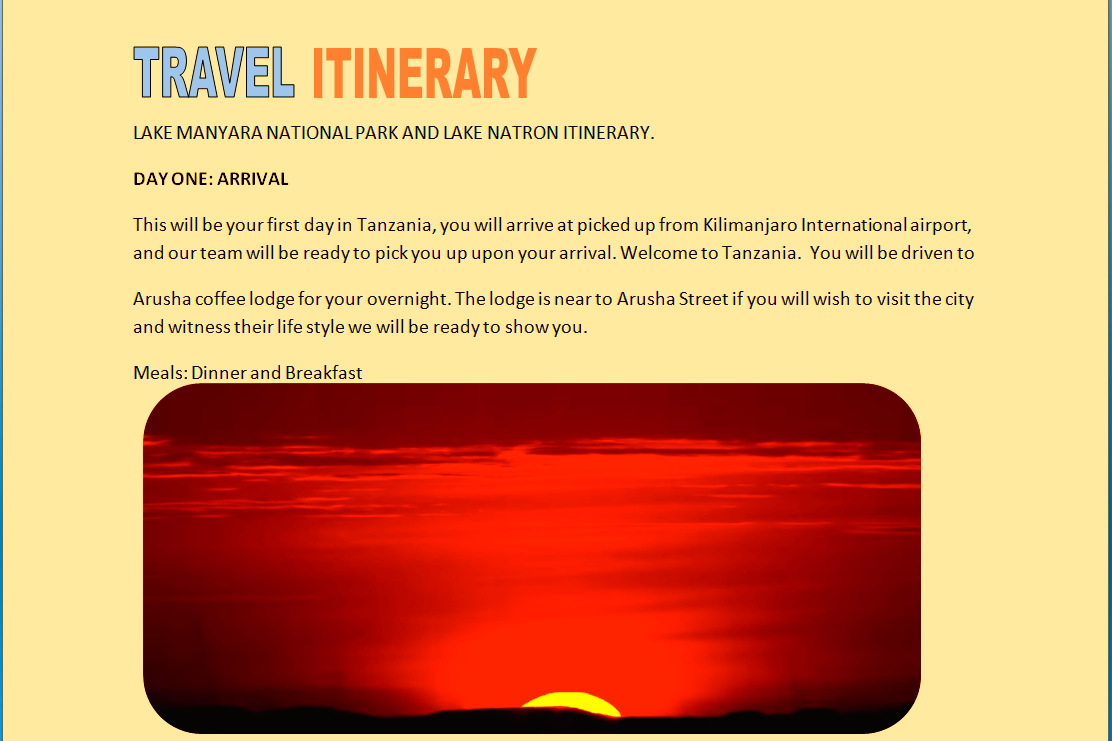 TRAVEL ITINERARY
LAKE MANYARA NATIONAL PARK AND LAKE NATRON ITINERARY.
DAY ONE: ARRIVAL
This will be your first day in Tanzania, you will arrive at picked up from Kilimanjaro International airport,
and our team will be ready to pick you up upon your arrival. Welcome to Tanzania.  You will be driven to
Arusha coffee lodge for your overnight. The lodge is near to Arusha Street if you will wish to visit the city
and witness their life style we will be ready to show you.
Meals: Dinner and Breakfast